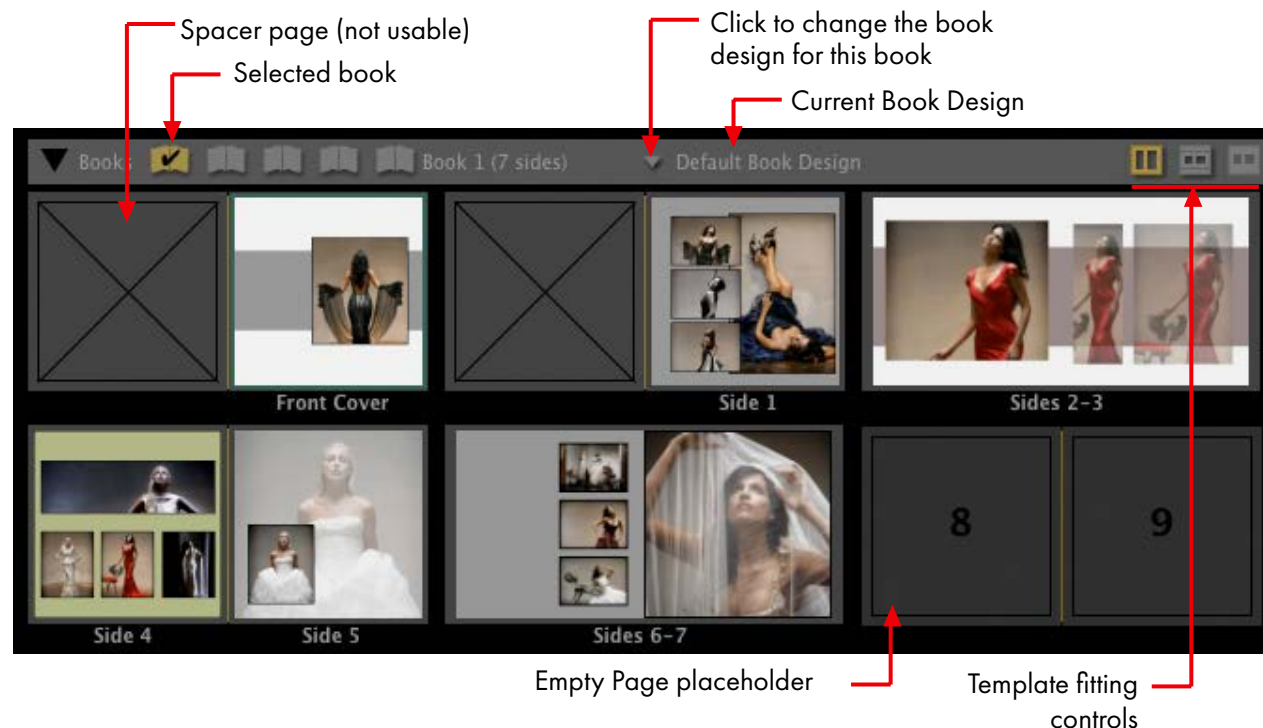 Spacer page (not usable)
Selected book
Click to change the book
design for this book
Current Book Design
Books
Book 1 (7 sides)
Default Book Design
Front Cover
Side 1
Sides 2-3
8
9
Side 4
Side 5
Sides 6-7
Empty Page placeholder
Template fitting
controls